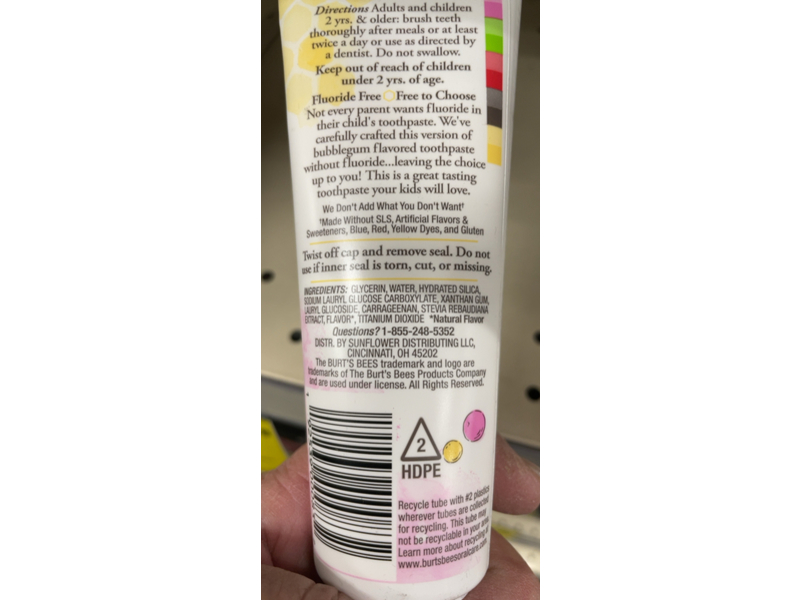 Directions Adults and children
2 yrs. & older: brush teeth
thoroughly after meals or at least
twice a day or use as directed by
a dentist. Do not swallow.
Keep out of reach of children
under 2 yrs. of age.
Fluoride Free Free to Choose
Not every parent wants fluoride in
their child's toothpaste. We've
carefully crafted this version of
bubblegum flavored toothpaste
without fluoride...leaving the choice
up to you! This is a great tasting
toothpaste your kids will love.
We Don't Add What You Don't Want†
†Made Without SLS, Artificial Flavors &
Sweeteners, Blue, Red, Yellow Dyes, and Gluten
Twist off cap and remove seal. Do not
use if inner seal is torn, cut, or missing.
INGREDIENTS: GLYCERIN, WATER, HYDRATED SILICA,
SODIUM LAURYL GLUCOSE CARBOXYLATE, XANTHAN GUM,
LAURYL GLUCOSIDE, CARRAGEENAN, STEVIA REBAUDIANA
EXTRACT, FLAVOR*, TITANIUM DIOXIDE *Natural Flavor
Questions? 1-855-248-5352
DISTR. BY SUNFLOWER DISTRIBUTING LLC,
CINCINNATI, OH 45202
The BURT'S BEES trademark and logo are
trademarks of The Burt's Bees Products Company
and are used under license. All Rights Reserved.
2
HDPE
Recycle tube with #2 plastics
wherever tubes are collected
for recycling. This tube may
not be recyclable in your area.
Learn more about recycling at
www.burtsbeesoralcare.com.